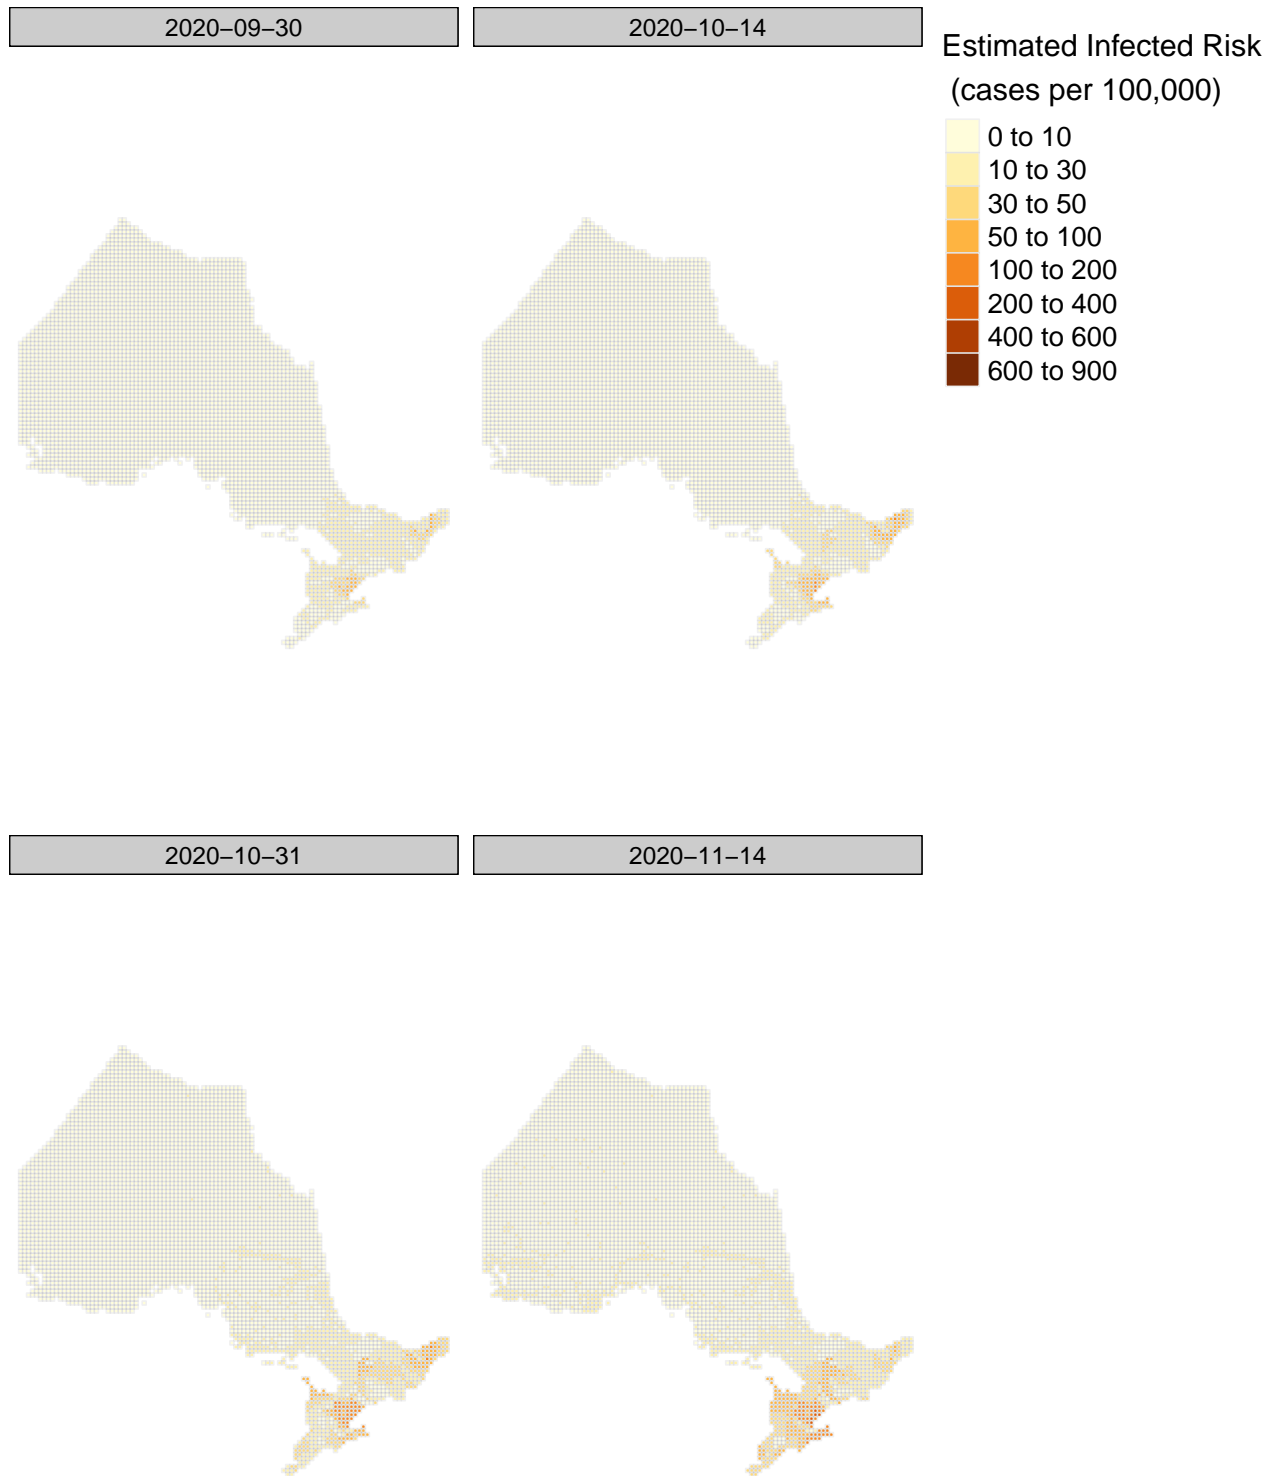 2020−09−30
2020−10−14
Estimated Infected Risk
(cases per 100,000)
0 to 10
10 to 30
30 to 50
50 to 100
100 to 200
200 to 400
400 to 600
600 to 900
2020−10−31
2020−11−14